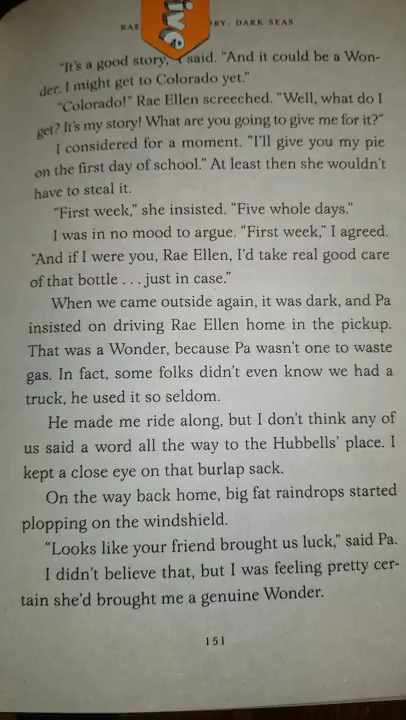 RAE
RY: DARK SEAS
ive
"It's a good story," I said. "And it could be a Won-
der. I might get to Colorado yet."
"Colorado!" Rae Ellen screeched. "Well, what do I
get? It's my story! What are you going to give me for it?"
I considered for a moment. "I'll give you my pie
on the first day of school." At least then she wouldn't
have to steal it.
"First week," she insisted. "Five whole days."
I was in no mood to argue. "First week," I agreed.
"And if I were you, Rae Ellen, I'd take real good care
of that bottle . . . just in case."
When we came outside again, it was dark, and Pa
insisted on driving Rae Ellen home in the pickup.
That was a Wonder, because Pa wasn't one to waste
gas. In fact, some folks didn't even know we had a
truck, he used it so seldom.
He made me ride along, but I don't think any of
us said a word all the way to the Hubbells' place. I
kept a close eye on that burlap sack.
On the way back home, big fat raindrops started
plopping on the windshield.
"Looks like your friend brought us luck," said Pa.
I didn't believe that, but I was feeling pretty cer-
tain she'd brought me a genuine Wonder.
151